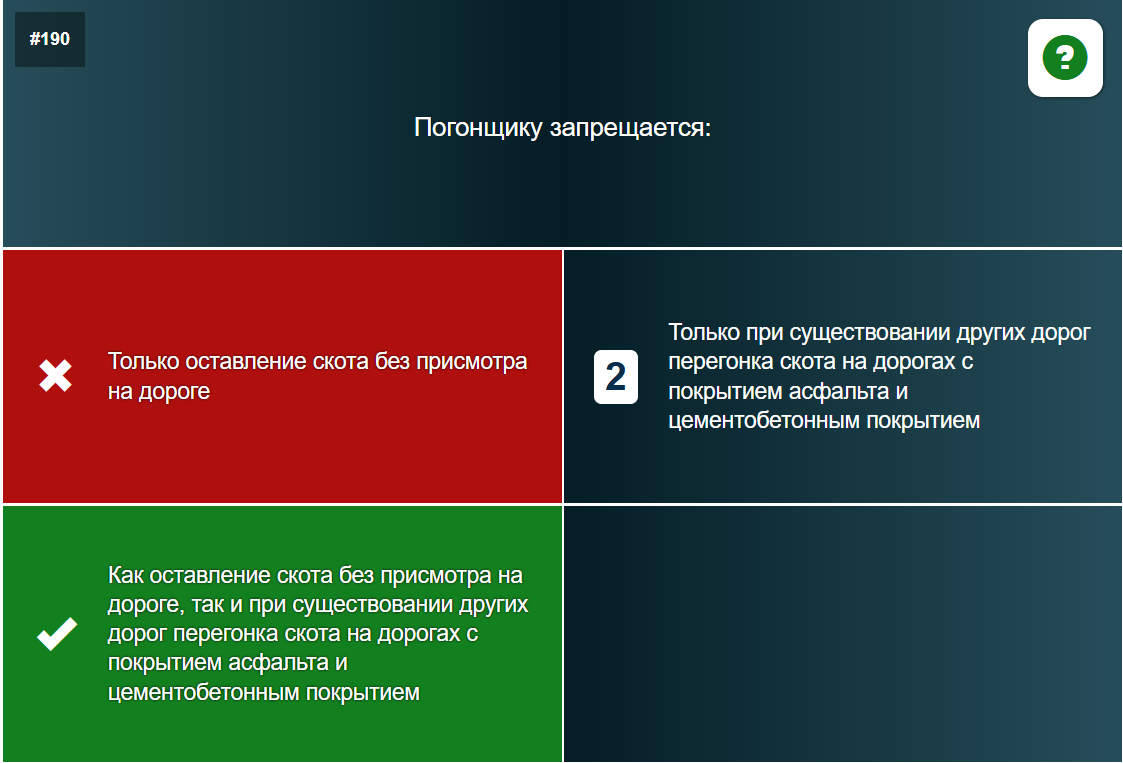 #190
?
Погонщику запрещается:
Только оставление скота без присмотра
на дороге
2
Только при существовании других дорог
перегонка скота на дорогах с
покрытием асфальта и
цементобетонным покрытием
Как оставление скота без присмотра на
дороге, так и при существовании других
дорог перегонка скота на дорогах с
покрытием асфальта и
цементобетонным покрытием